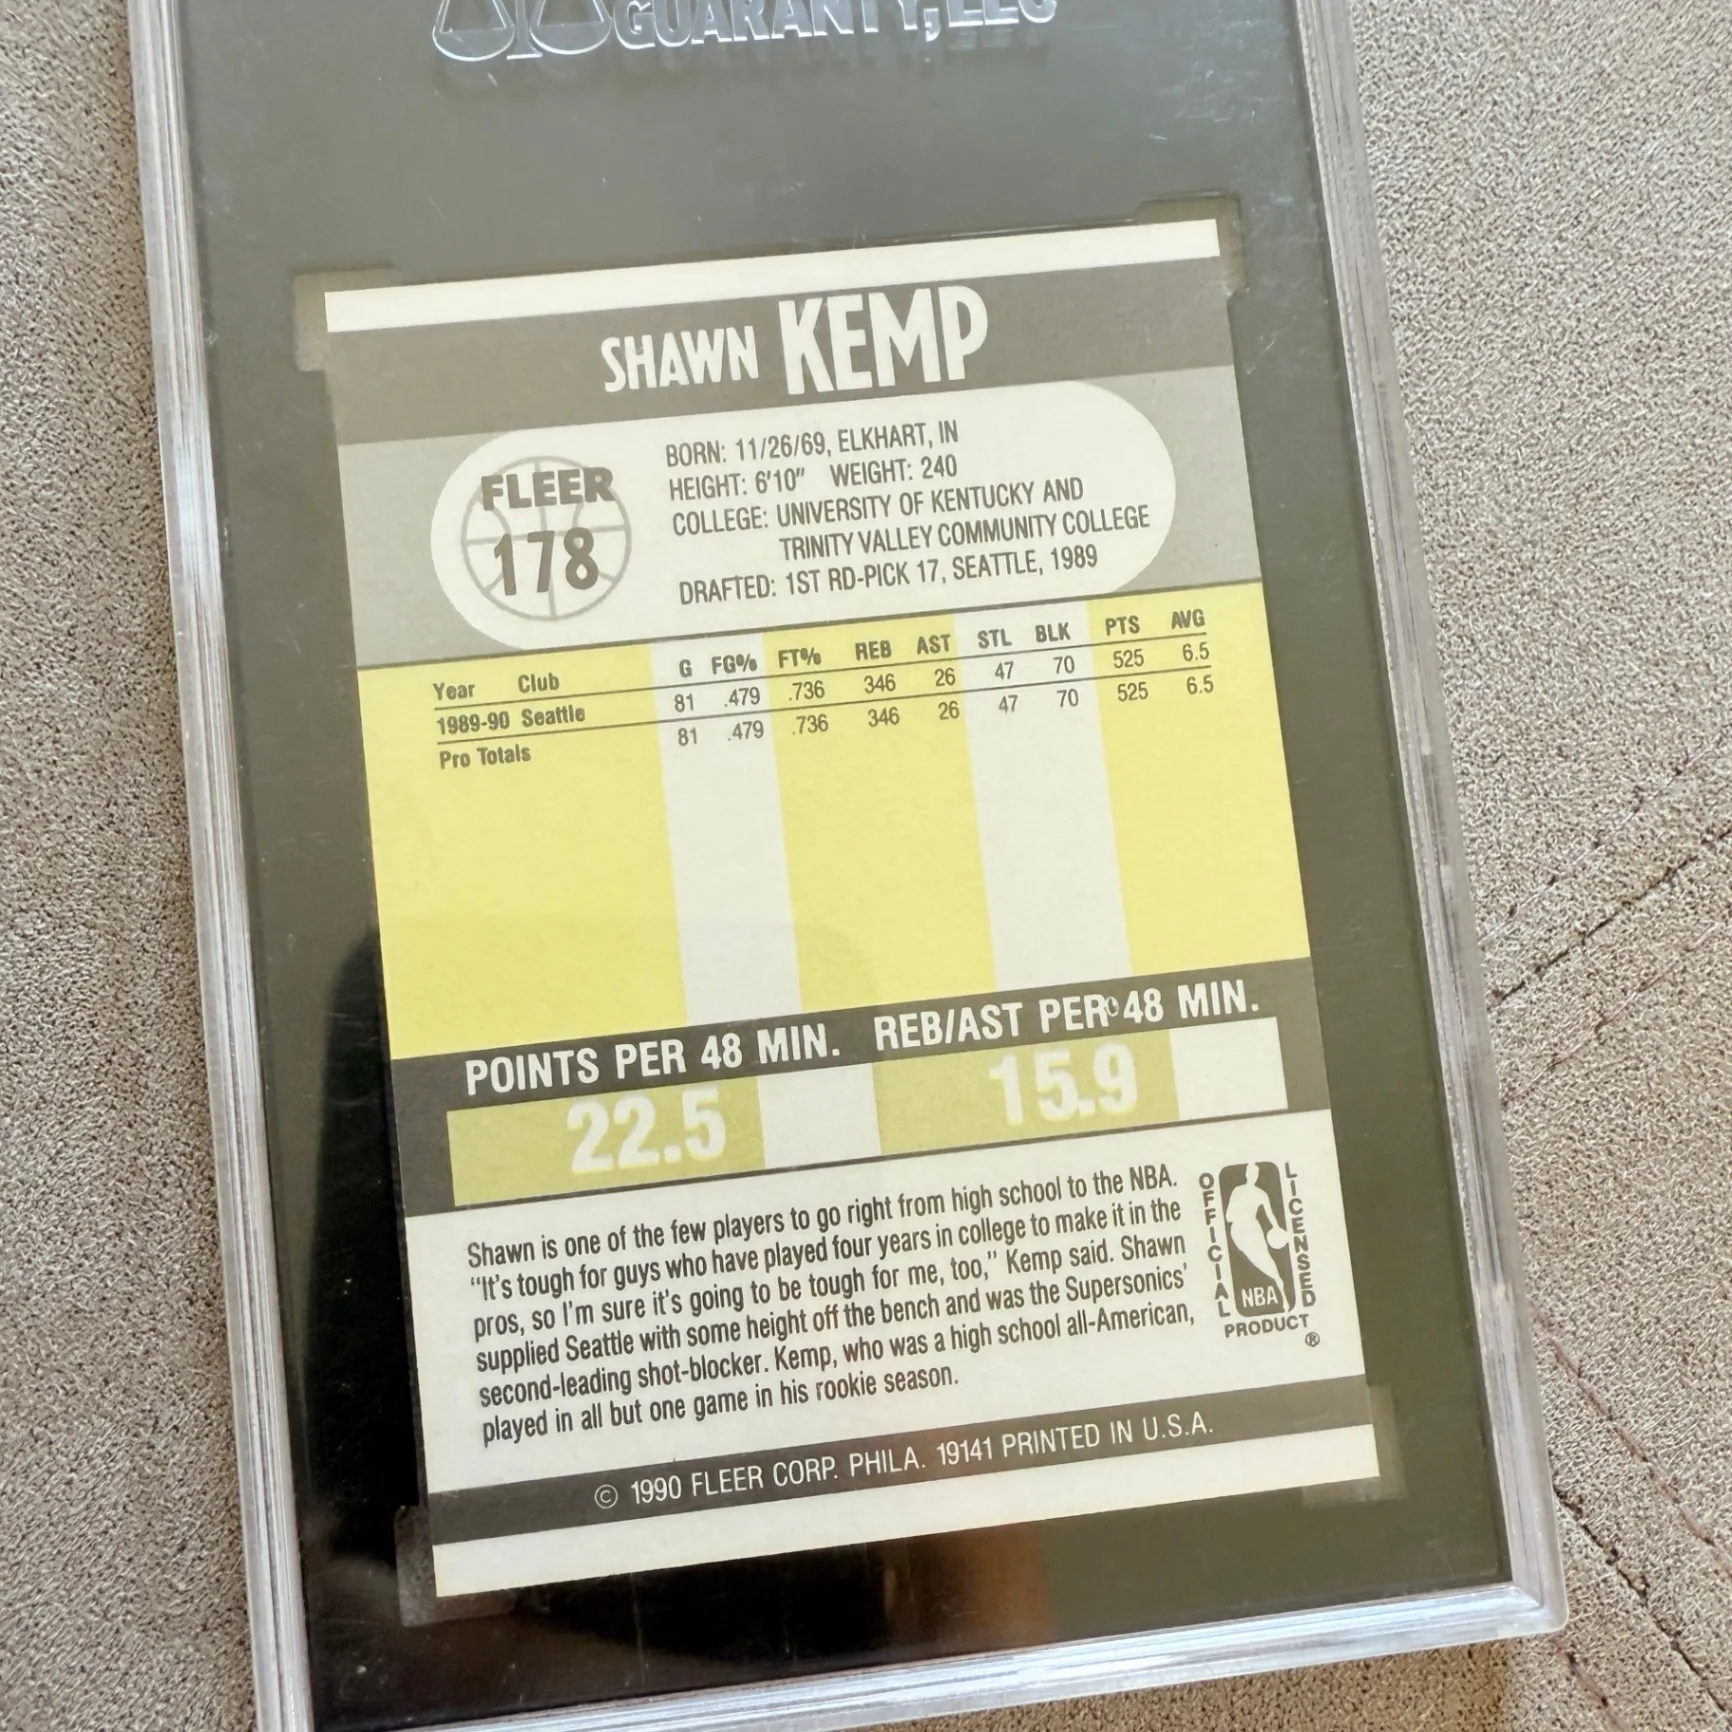 GUARANTY, LLC
SHAWN KEMP
FLEER
178
BORN: 11/26/69, ELKHART, IN
HEIGHT: 6'10" WEIGHT: 240
COLLEGE: UNIVERSITY OF KENTUCKY AND
TRINITY VALLEY COMMUNITY COLLEGE
DRAFTED: 1ST RD-PICK 17, SEATTLE, 1989
Year Club G FG% FT% REB AST STL BLK PTS AVG
1989-90 Seattle 81 .479 .736 346 26 47 70 525 6.5
Pro Totals 81 .479 .736 346 26 47 70 525 6.5
POINTS PER 48 MIN. REB/AST PER 48 MIN.
22.5 15.9
Shawn is one of the few players to go right from high school to the NBA.
"It's tough for guys who have played four years in college to make it in the
pros, so I'm sure it's going to be tough for me, too," Kemp said. Shawn
supplied Seattle with some height off the bench and was the Supersonics'
second-leading shot-blocker. Kemp, who was a high school all-American,
played in all but one game in his rookie season.
OFFICIAL
NBA
LICENSED
PRODUCT
®
© 1990 FLEER CORP. PHILA. 19141 PRINTED IN U.S.A.